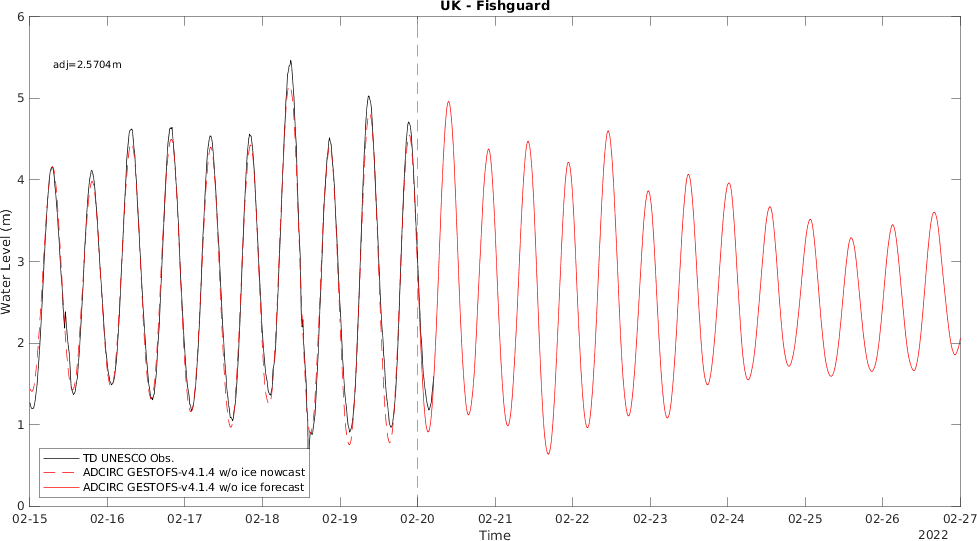 UK - Fishguard
6
adj=2.5704m
5
4
3
Water Level (m)
2
1
TD UNESCO Obs.
ADCIRC GESTOFS-v4.1.4 w/o ice nowcast
ADCIRC GESTOFS-v4.1.4 w/o ice forecast
0
02-15 02-16 02-17 02-18 02-19 02-20 02-21 02-22 02-23 02-24 02-25 02-26 02-27
Time
2022